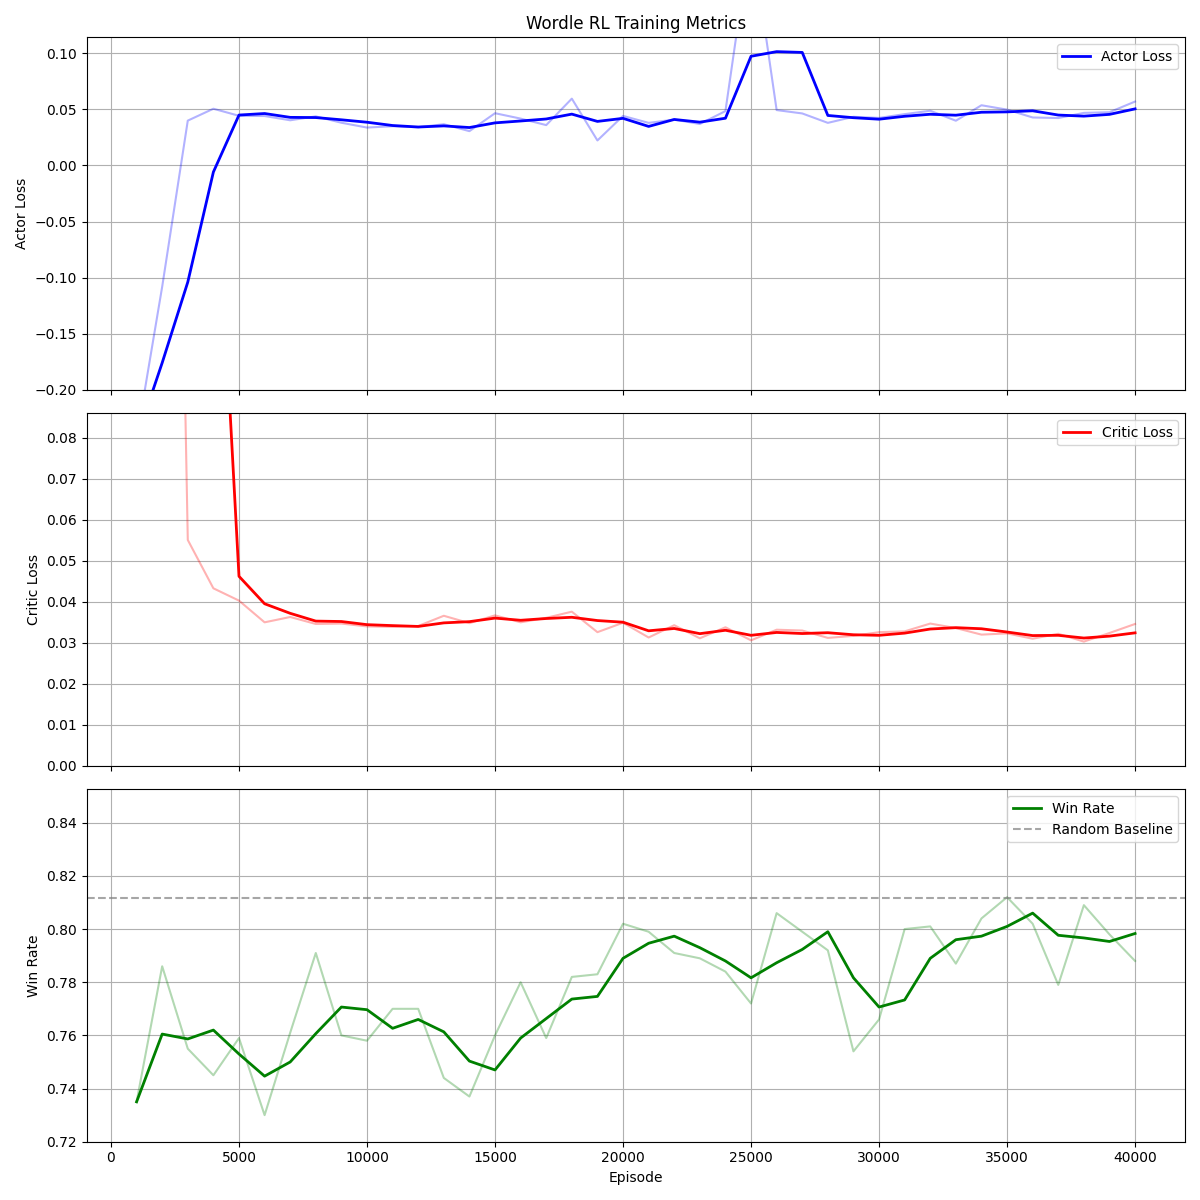 Wordle RL Training Metrics
0.10
0.05
0.00
−0.05
−0.10
−0.15
−0.20
Actor Loss
Actor Loss
0.08
0.07
0.06
0.05
0.04
0.03
0.02
0.01
0.00
Critic Loss
Critic Loss
0.84
0.82
0.80
0.78
0.76
0.74
0.72
Win Rate
Win Rate
Random Baseline
0 5000 10000 15000 20000 25000 30000 35000 40000
Episode